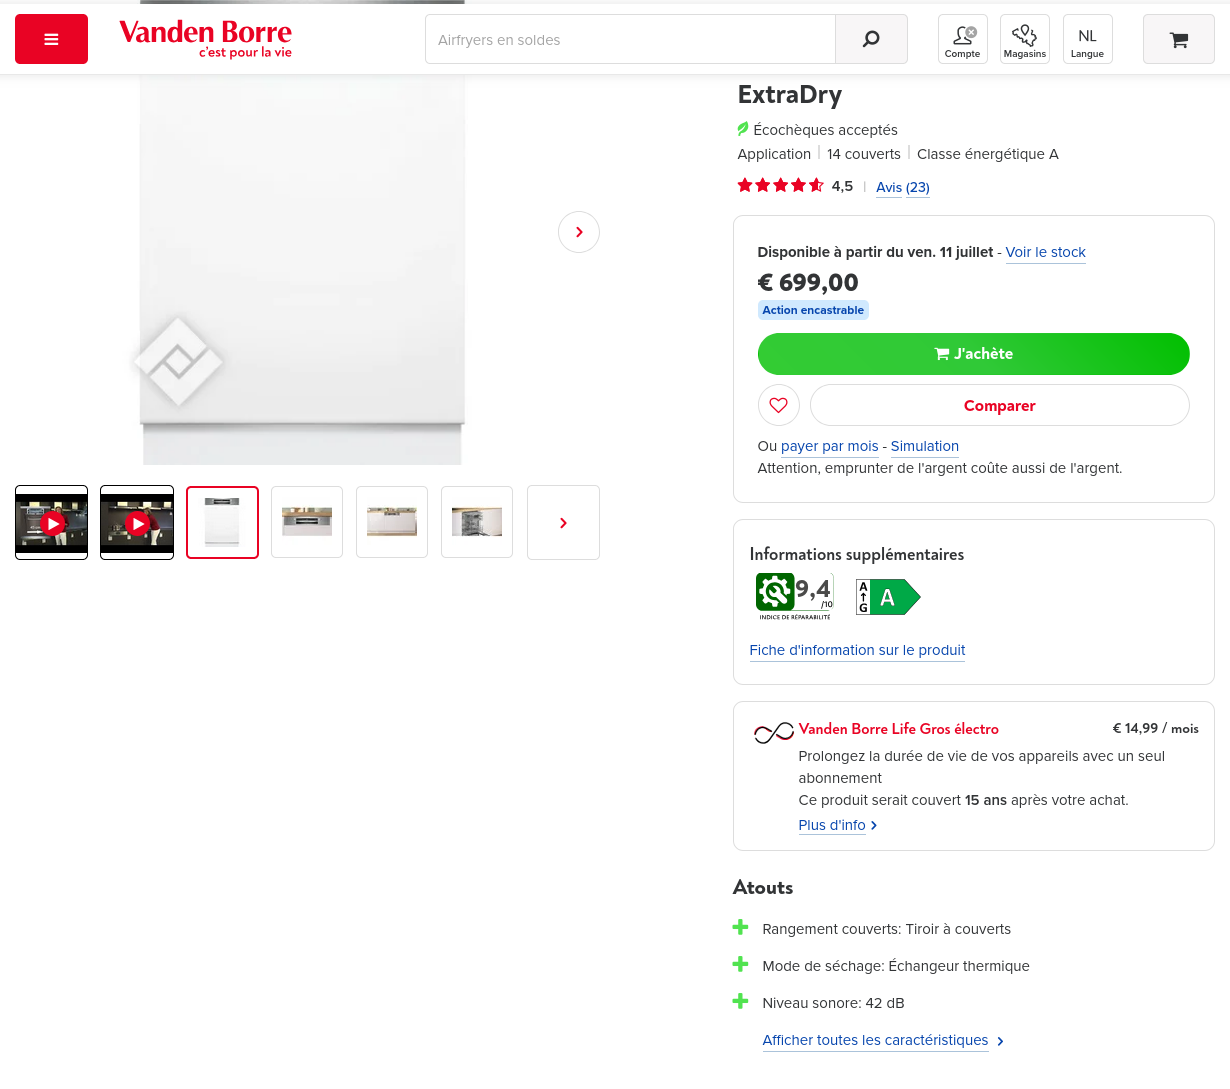 Vanden Borre
c'est pour la vie
Airfryers en soldes
Compte
Magasins
NL
Langue
ExtraDry
Écochèques acceptés
Application | 14 couverts | Classe énergétique A
4,5 | Avis (23)
Disponible à partir du ven. 11 juillet - Voir le stock
€ 699,00
Action encastrable
J'achète
Comparer
Ou payer par mois - Simulation
Attention, emprunter de l'argent coûte aussi de l'argent.
Informations supplémentaires
9,4
/10
INDICE DE RÉPARABILITÉ
A
G
A
Fiche d'information sur le produit
Vanden Borre Life Gros électro
€ 14,99 / mois
Prolongez la durée de vie de vos appareils avec un seul
abonnement
Ce produit serait couvert 15 ans après votre achat.
Plus d'info
Atouts
Rangement couverts: Tiroir à couverts
Mode de séchage: Échangeur thermique
Niveau sonore: 42 dB
Afficher toutes les caractéristiques